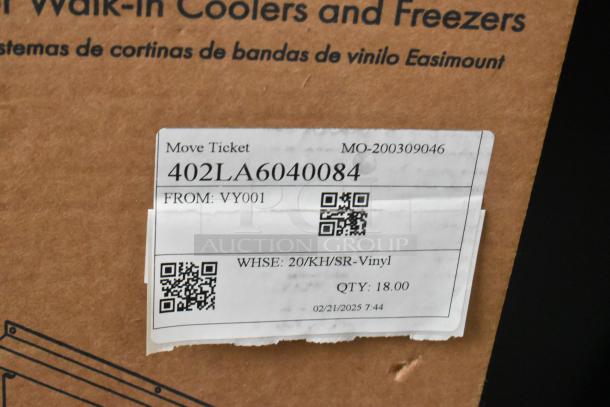 Walk-in Coolers and Freezers
stemas de cortinas de bandas de vinilo Easimount
Move Ticket MO-200309046
402LA6040084
FROM: VY001
AUCTION GROUP
WHSE: 20/KH/SR-Vinyl
QTY: 18.00
02/21/2025 7:44